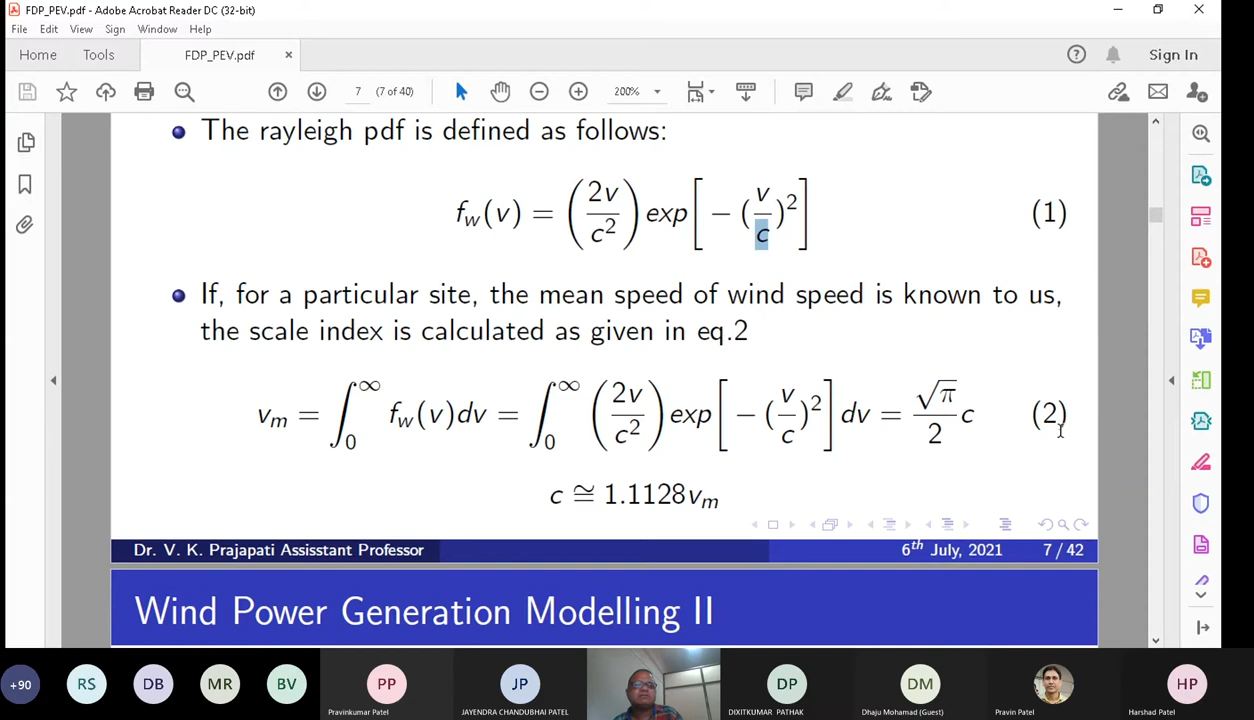 FDP_PEV.pdf - Adobe Acrobat Reader DC (32-bit)
File Edit View Sign Window Help
Home Tools FDP_PEV.pdf × Sign In
7 (7 of 40) 200%
The rayleigh pdf is defined as follows:
f_w(v) = (2v/c²) exp[ − (v/c)² ] (1)
If, for a particular site, the mean speed of wind speed is known to us,
the scale index is calculated as given in eq.2
v_m = ∫₀^∞ f_w(v)dv = ∫₀^∞ (2v/c²) exp[ − (v/c)² ] dv = (√π/2) c (2)
c ≅ 1.1128v_m
Dr. V. K. Prajapati Assisstant Professor 6th July, 2021 7 / 42
Wind Power Generation Modelling II
+90 RS DB MR BV PP JP DP DM HP
Pravinkumar Patel JAYENDRA CHANDUBHAI PATEL DIXITKUMAR PATHAK Dhaju Mohamad (Guest) Pravin Patel Harshad Patel